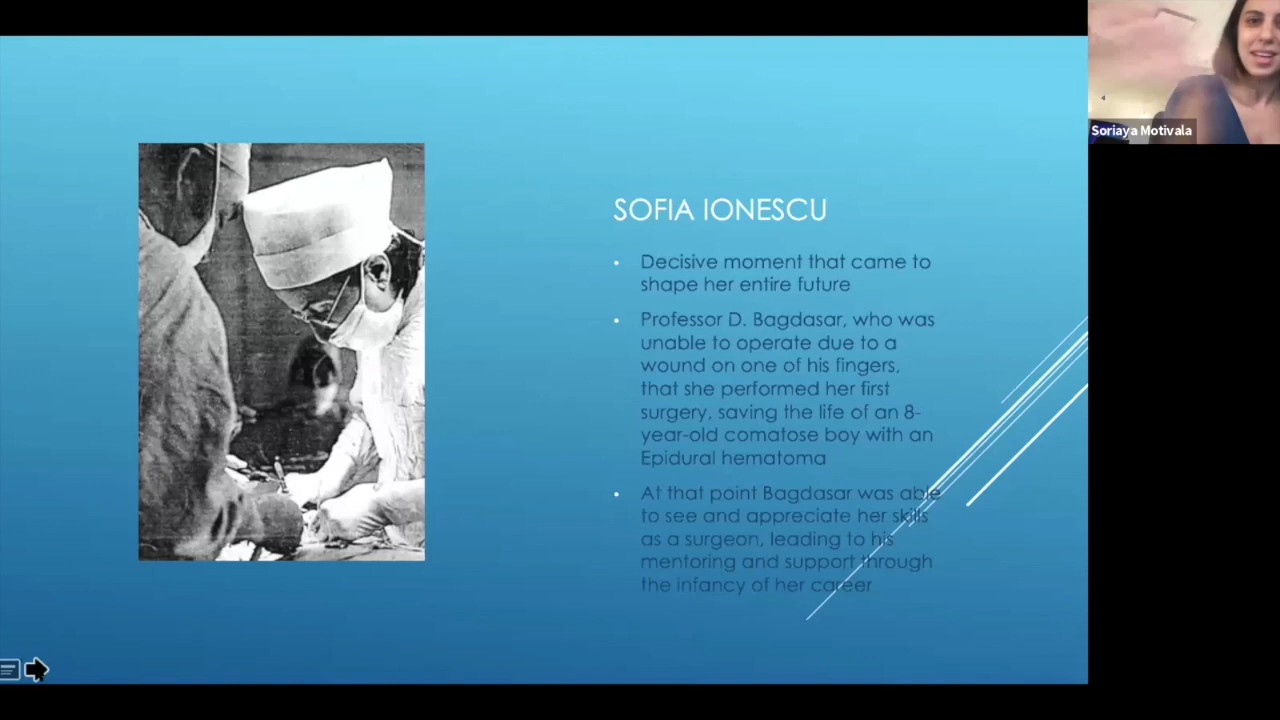 Soriaya Motivala
SOFIA IONESCU
• Decisive moment that came to
shape her entire future
• Professor D. Bagdasar, who was
unable to operate due to a
wound on one of his fingers,
that she performed her first
surgery, saving the life of an 8-
year-old comatose boy with an
Epidural hematoma
• At that point Bagdasar was able
to see and appreciate her skills
as a surgeon, leading to his
mentoring and support through
the infancy of her career